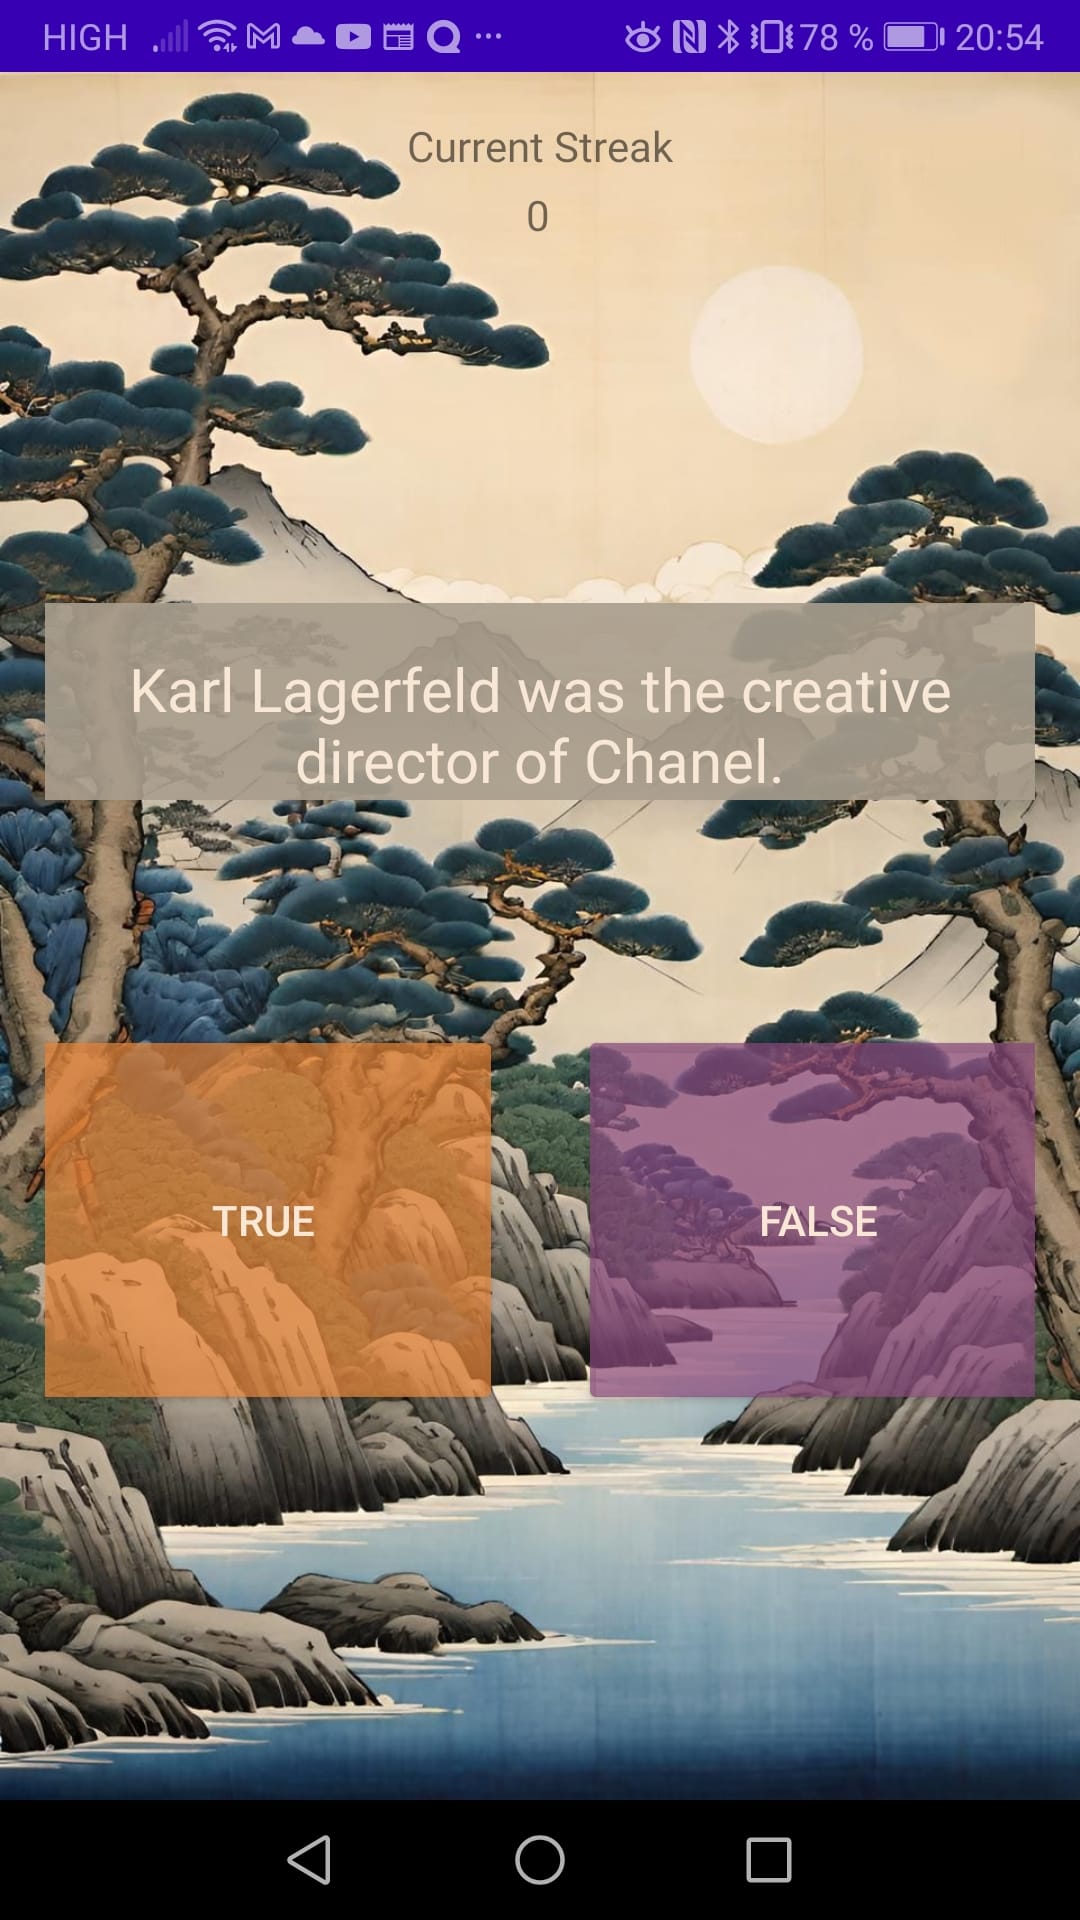 HIGH 78 % 20:54
Current Streak
0
Karl Lagerfeld was the creative
director of Chanel.
TRUE FALSE